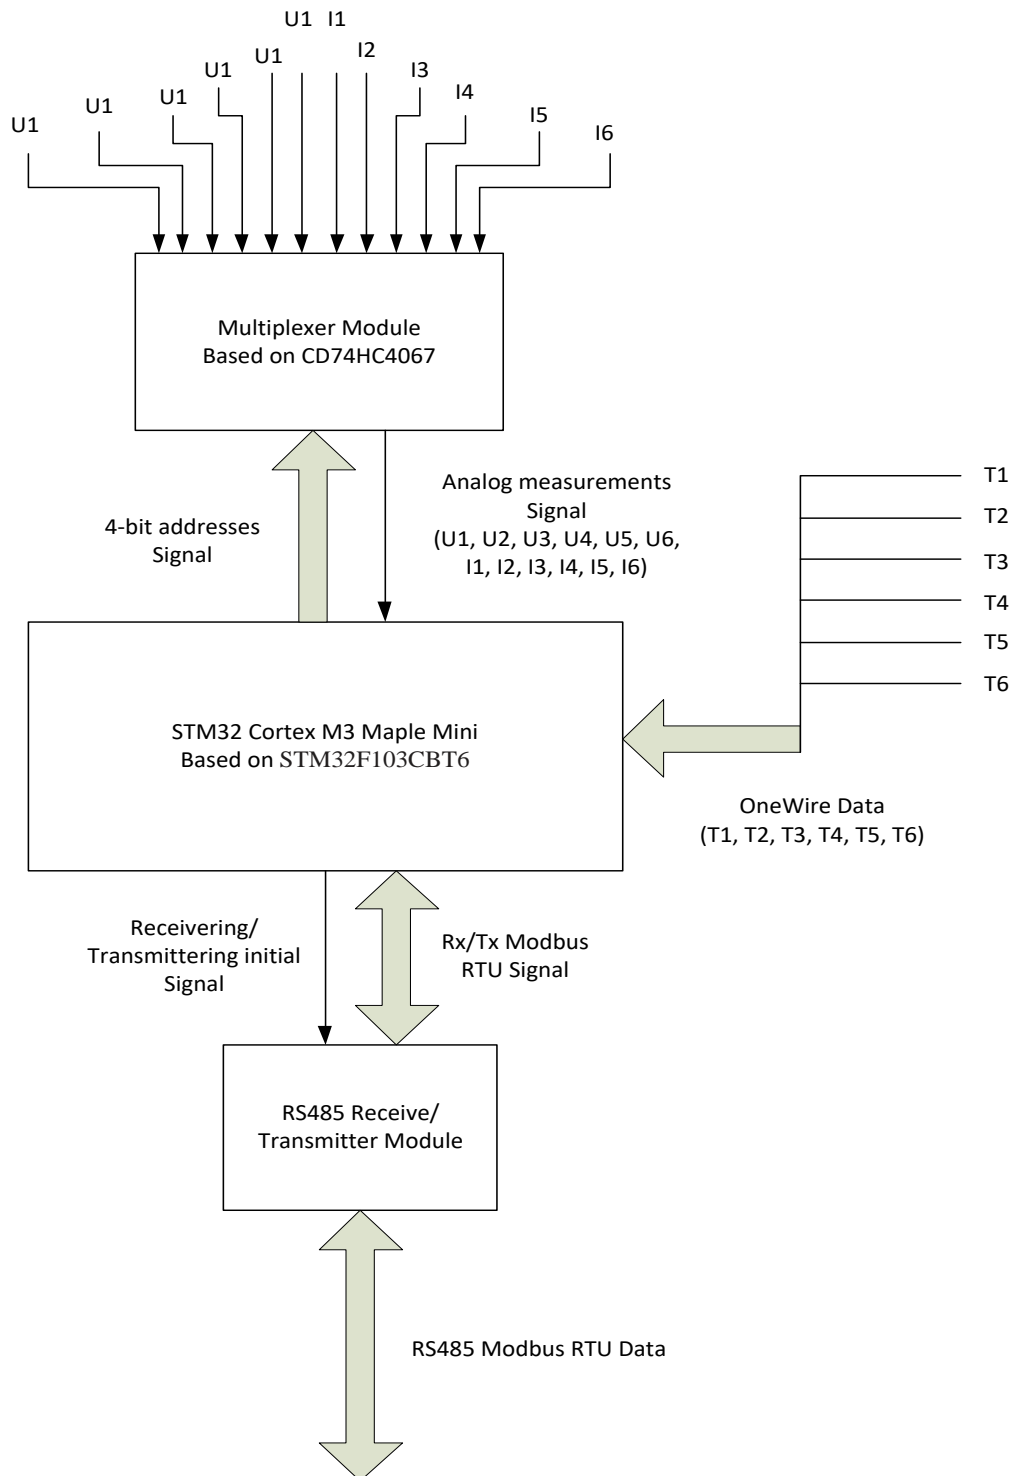 U1 I1
U1
I2
U1
I3
U1
I4
U1
I5
U1
I6
Multiplexer Module
Based on CD74HC4067
4-bit addresses
Signal
Analog measurements
Signal
(U1, U2, U3, U4, U5, U6,
I1, I2, I3, I4, I5, I6)
T1
T2
T3
T4
T5
T6
STM32 Cortex M3 Maple Mini
Based on STM32F103CBT6
OneWire Data
(T1, T2, T3, T4, T5, T6)
Receivering/
Transmittering initial
Signal
Rx/Tx Modbus
RTU Signal
RS485 Receive/
Transmitter Module
RS485 Modbus RTU Data